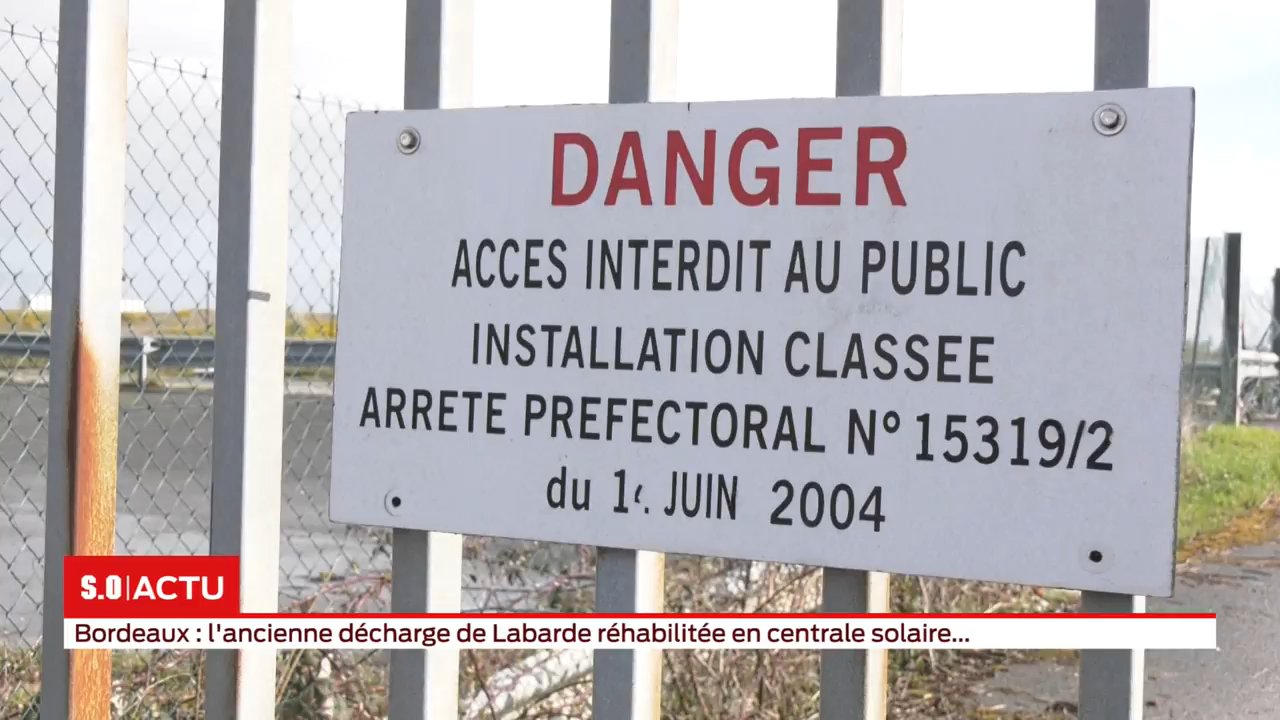 DANGER
ACCES INTERDIT AU PUBLIC
INSTALLATION CLASSEE
ARRETE PREFECTORAL N° 15319/2
du JUIN 2004
S.O|ACTU
Bordeaux : l'ancienne décharge de Labarde réhabilitée en centrale solaire...